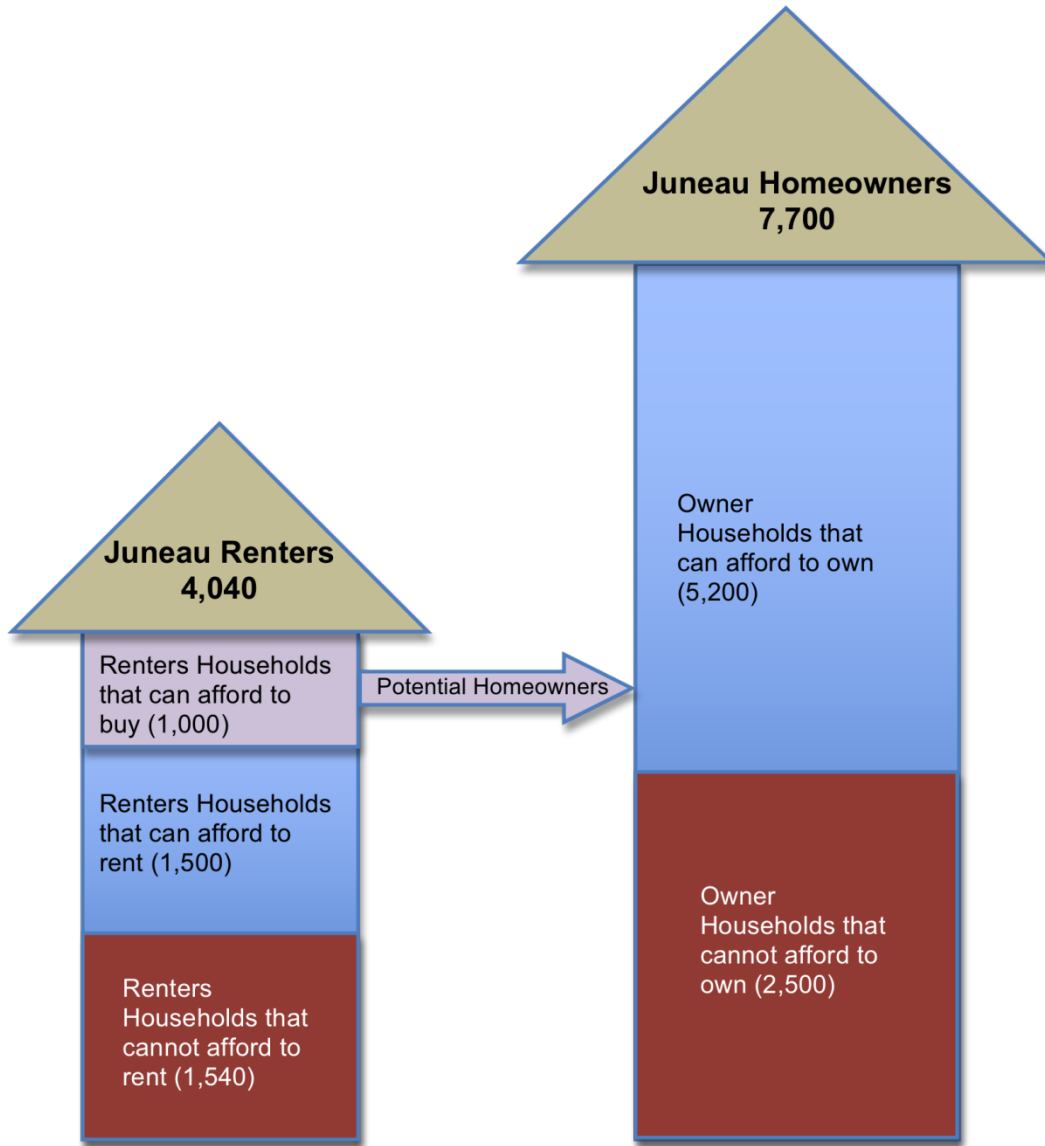 Juneau Homeowners
7,700
Owner
Households that
can afford to own
(5,200)
Juneau Renters
4,040
Renters Households
that can afford to
buy (1,000)
Potential Homeowners
Renters Households
that can afford to
rent (1,500)
Owner
Households that
cannot afford to
own (2,500)
Renters
Households that
cannot afford to
rent (1,540)